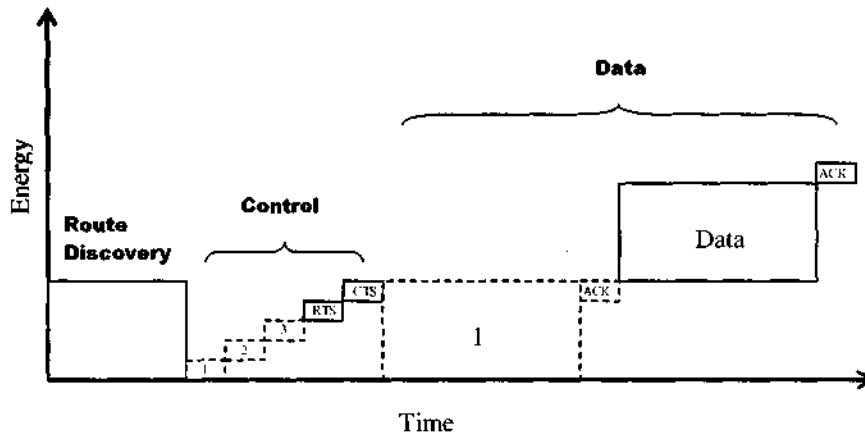 Data
Energy
Route
Discovery
Control
ACK
Data
CTS
RTS
3
2
1
ACK
1
Time